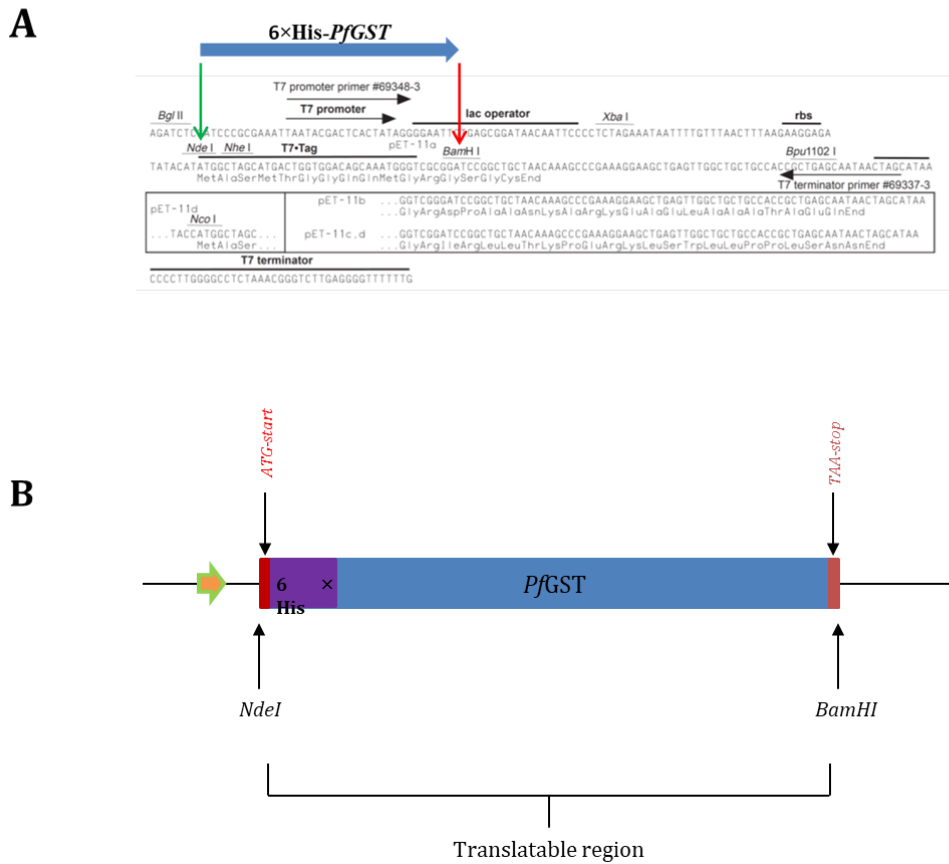 A
6×His-PfGST
T7 promoter primer #69348-3
Bgl II
T7 promoter
lac operator
Xba I
rbs
AGATCTCGATCCCGCGAAATTAATACGACTCACTATAGGGGAATTGTGAGCGGATAACAATTCCCCTCTAGAAATAATTTTGTTTAACTTTAAGAAGGAGA
pET-11a
Nde I
Nhe I
T7•Tag
BamH I
Bpu1102 I
TATACATATGGCTAGCATGACTGGTGGACAGCAAATGGGTCGCGGATCCGGCTGCTAACAAAGCCCGAAAGGAAGCTGAGTTGGCTGCTGCCACCGCTGAGCAATAACTAGCATAA
MetAlaSerMetThrGlyGlyGlnGlnMetGlyArgGlySerGlyCysEnd
T7 terminator primer #69337-3
pET-11d
Nco I
...TACCATGGCTAGC...
MetAlaSer...
pET-11b
...GGTCGGGATCCGGCTGCTAACAAAGCCCGAAAGGAAGCTGAGTTGGCTGCTGCCACCGCTGAGCAATAACTAGCATAA
...GlyArgAspProAlaAlaAsnLysAlaArgLysGluAlaGluLeuAlaAlaAlaThrAlaGluGlnEnd
pET-11c.d
...GGTCGGATCCGGCTGCTAACAAAGCCCGAAAGGAAGCTGAGTTGGCTGCTGCCACCGCTGAGCAATAACTAGCATAA
...GlyArgIleArgLeuLeuThrLysProGluArgLysLeuSerTrpLeuLeuProProLeuSerAsnAsnEnd
T7 terminator
CCCCTTGGGGCCTCTAAACGGGTCTTGAGGGGTTTTTTG
B
ATG-start
TAA-stop
6 ×
His
PfGST
NdeI
BamHI
Translatable region